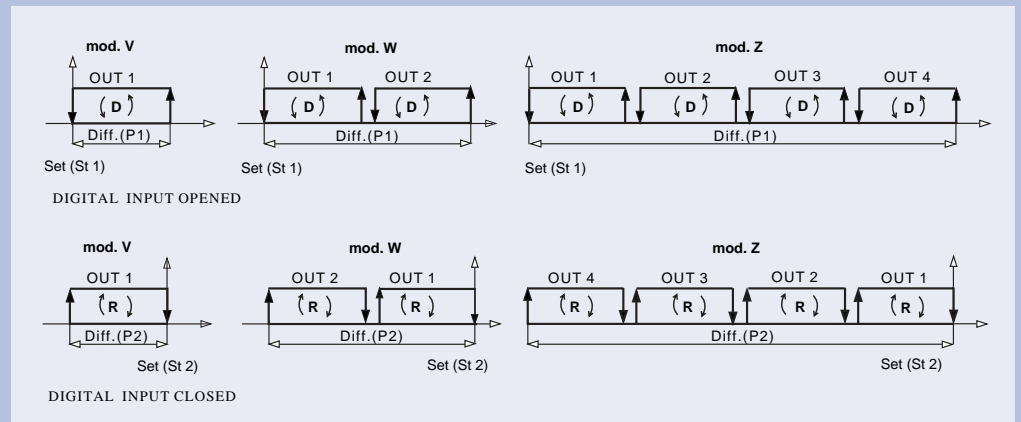 mod. V mod. W mod. Z
OUT 1 OUT 1 OUT 2 OUT 1 OUT 2 OUT 3 OUT 4
D D D D D D D
Diff.(P1) Diff.(P1) Diff.(P1)
Set (St 1) Set (St 1) Set (St 1)
DIGITAL INPUT OPENED
mod. V mod. W mod. Z
OUT 1 OUT 2 OUT 1 OUT 4 OUT 3 OUT 2 OUT 1
R R R R R R R
Diff.(P2) Diff.(P2) Diff.(P2)
Set (St 2) Set (St 2) Set (St 2)
DIGITAL INPUT CLOSED